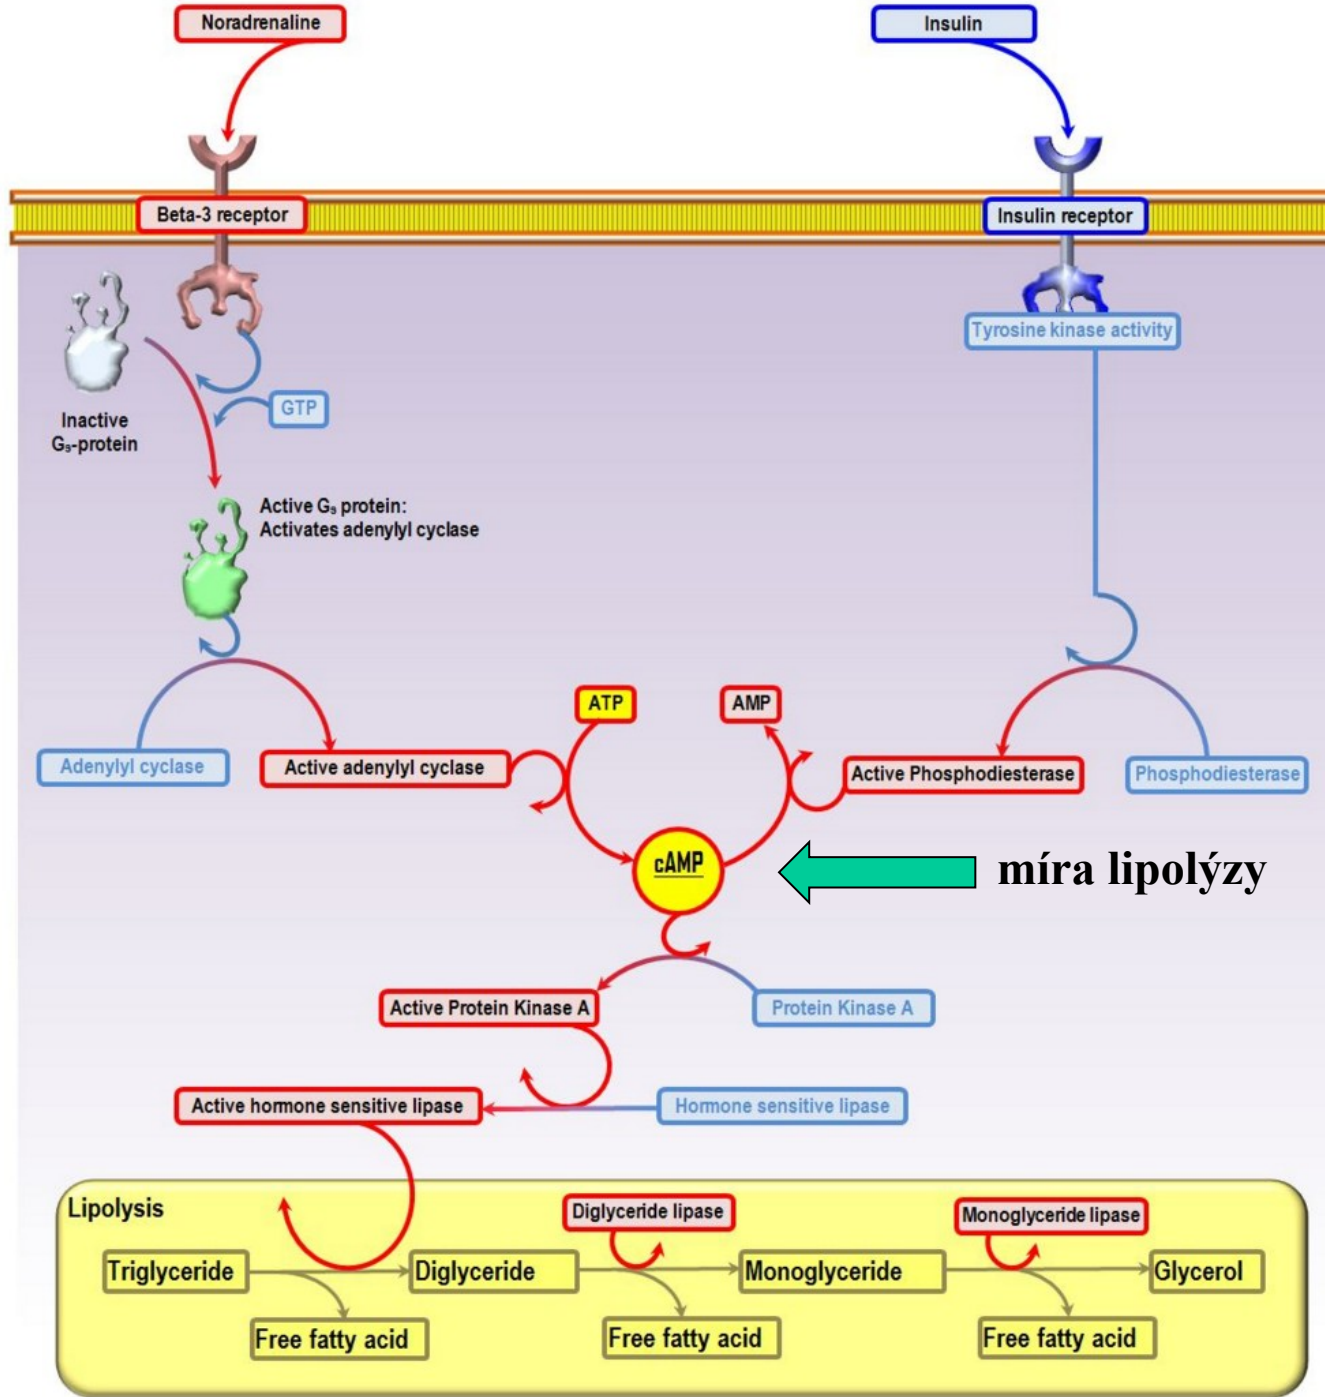 Noradrenaline
Insulin
Beta-3 receptor
Insulin receptor
Tyrosine kinase activity
GTP
Inactive
Gₛ-protein
Active Gₛ protein:
Activates adenylyl cyclase
ATP
AMP
Adenylyl cyclase
Active adenylyl cyclase
Active Phosphodiesterase
Phosphodiesterase
cAMP
míra lipolýzy
Active Protein Kinase A
Protein Kinase A
Active hormone sensitive lipase
Hormone sensitive lipase
Lipolysis
Diglyceride lipase
Monoglyceride lipase
Triglyceride
Diglyceride
Monoglyceride
Glycerol
Free fatty acid
Free fatty acid
Free fatty acid